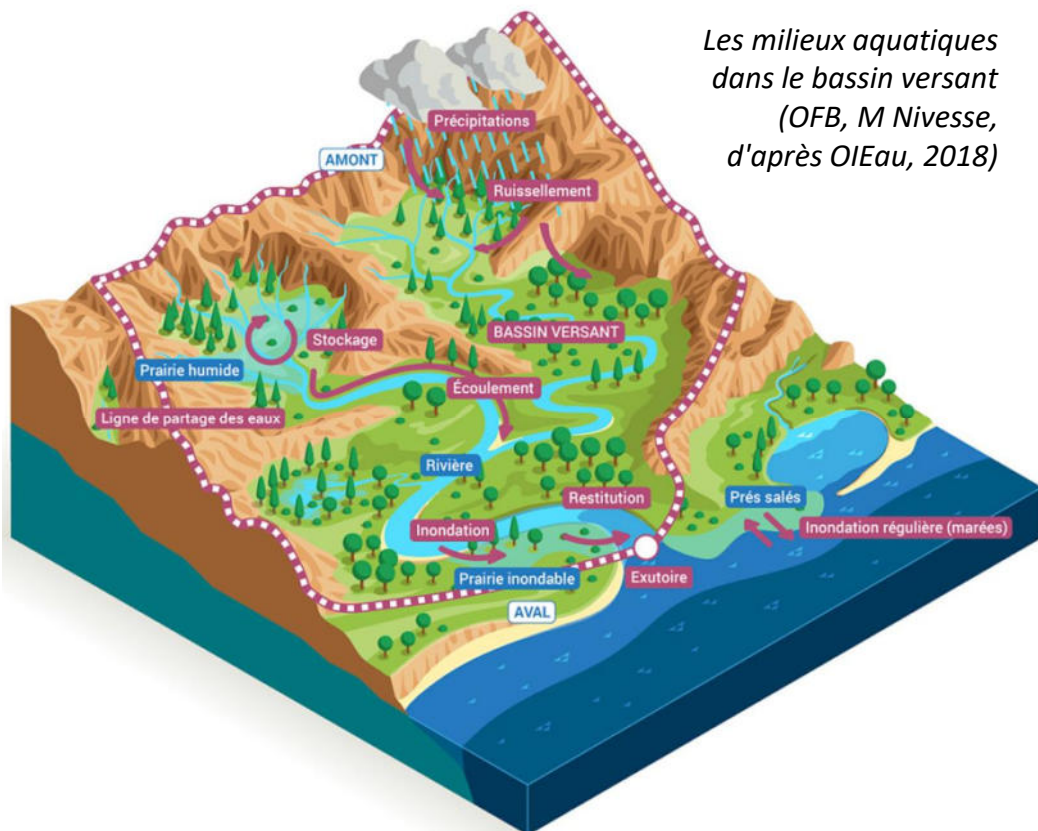 Les milieux aquatiques
dans le bassin versant
(OFB, M Nivesse,
d'après OIEau, 2018)
Précipitations
AMONT
Ruissellement
BASSIN VERSANT
Stockage
Prairie humide
Écoulement
Ligne de partage des eaux
Rivière
Restitution
Prés salés
Inondation
Inondation régulière (marées)
Prairie inondable
Exutoire
AVAL